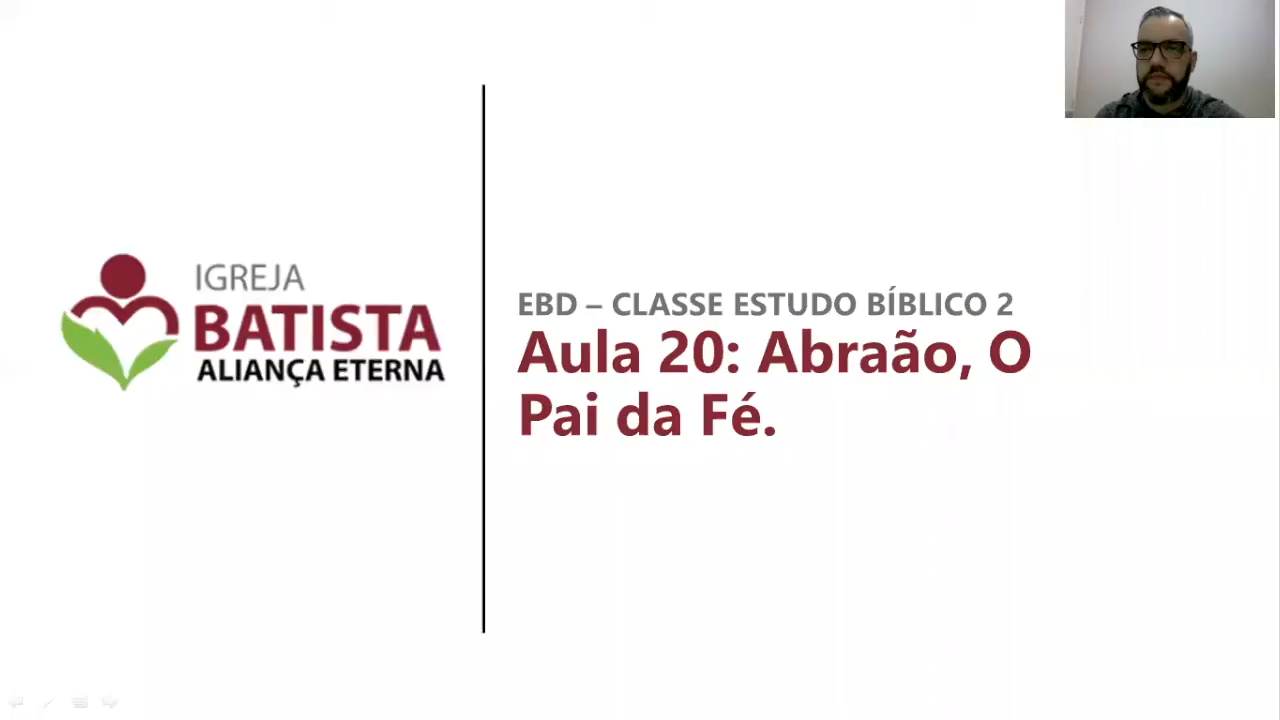 IGREJA
BATISTA
ALIANÇA ETERNA
EBD – CLASSE ESTUDO BÍBLICO 2
Aula 20: Abraão, O
Pai da Fé.